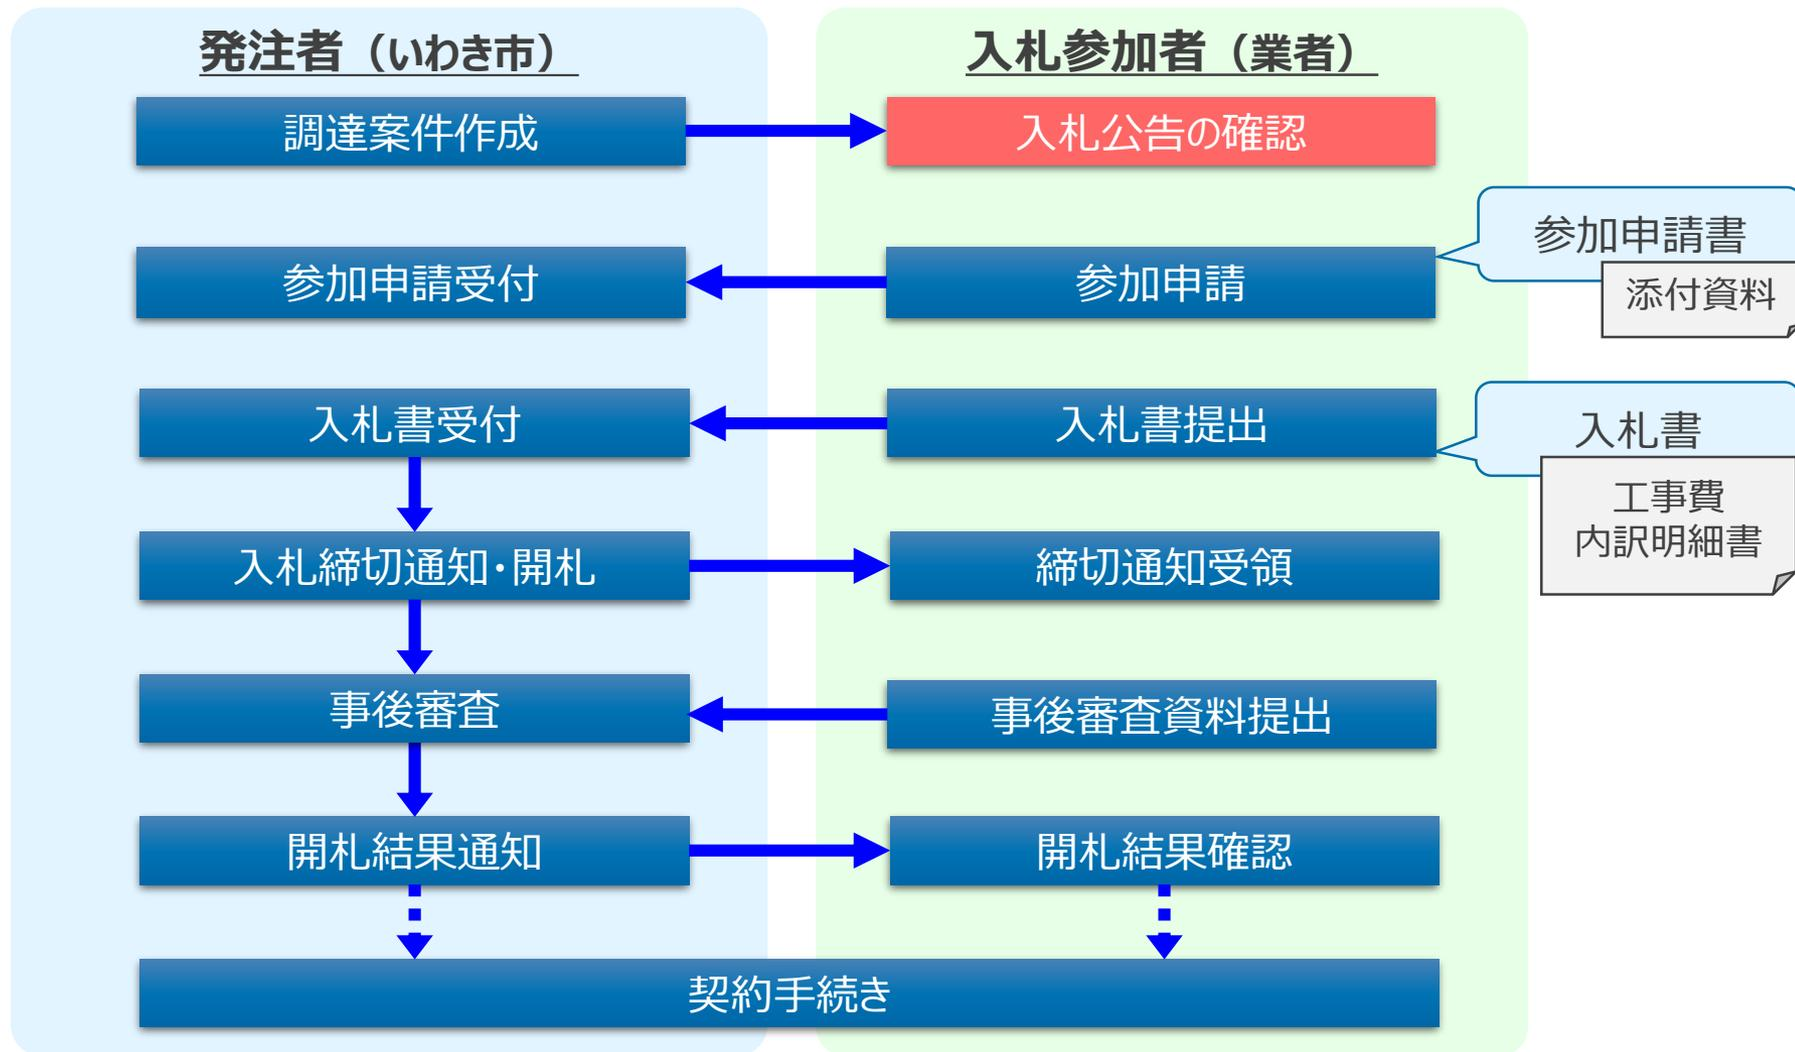 発注者（いわき市）
入札参加者（業者）
調達案件作成
入札公告の確認
参加申請受付
参加申請
参加申請書
添付資料
入札書受付
入札書提出
入札書
工事費
内訳明細書
入札締切通知・開札
締切通知受領
事後審査
事後審査資料提出
開札結果通知
開札結果確認
契約手続き